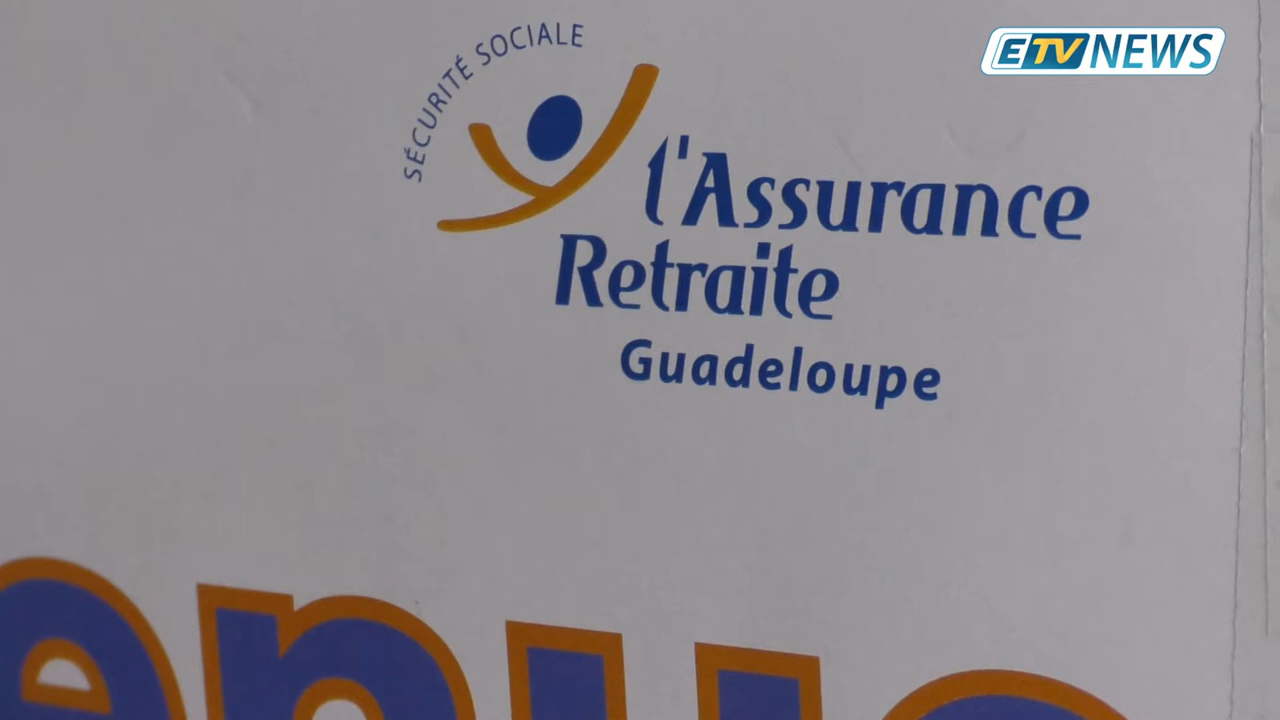 ETV NEWS
SÉCURITÉ SOCIALE
l'Assurance
Retraite
Guadeloupe